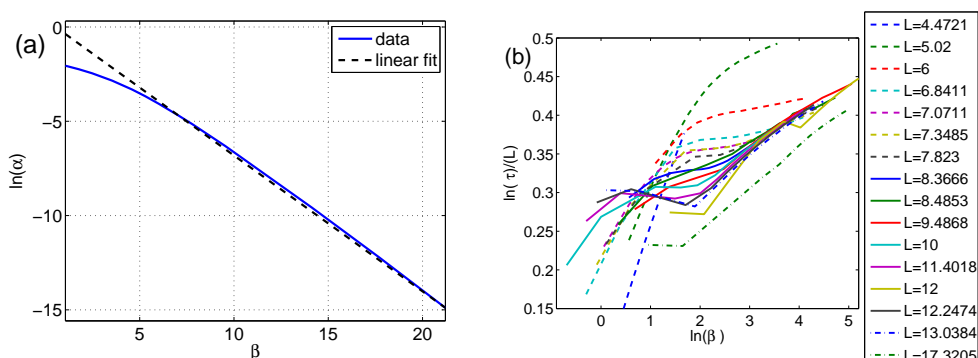 (a)
ln(α)
0
−5
−10
−15
5
10
15
20
β
data
linear fit
(b)
ln( τ)/(L)
0.5
0.45
0.4
0.35
0.3
0.25
0.2
0.15
0
1
2
3
4
5
ln(β )
L=4.4721
L=5.02
L=6
L=6.8411
L=7.0711
L=7.3485
L=7.823
L=8.3666
L=8.4853
L=9.4868
L=10
L=11.4018
L=12
L=12.2474
L=13.0384
L=17.3205